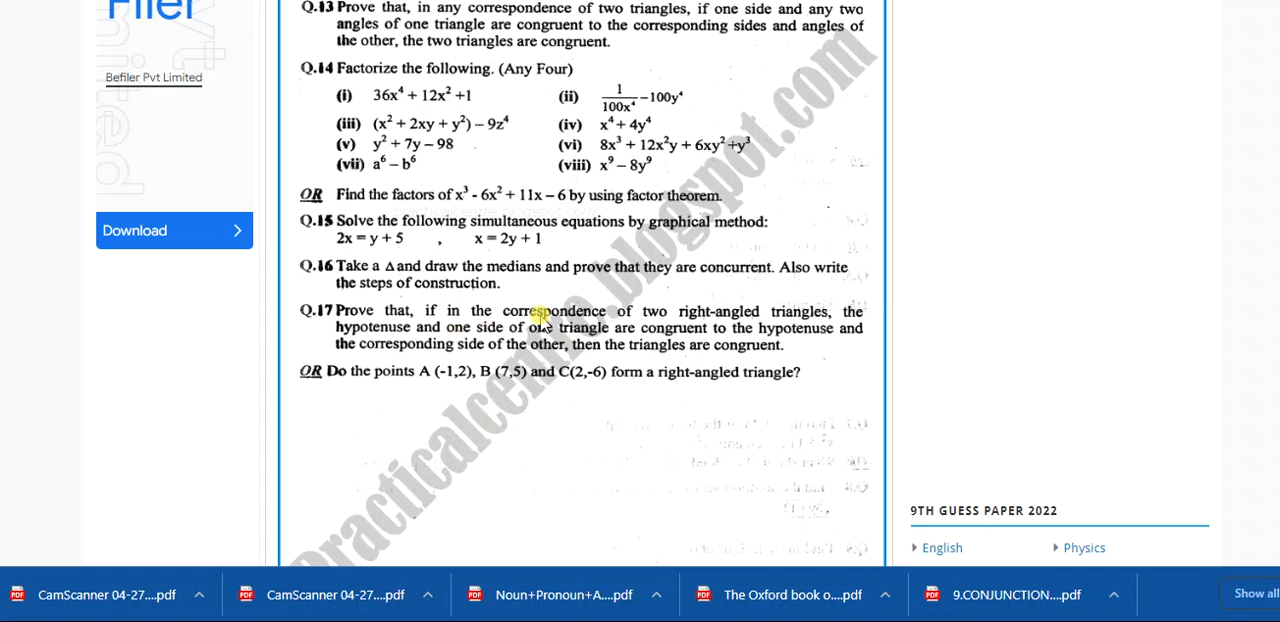 Filer
Befiler Pvt Limited
Download
Q.13 Prove that, in any correspondence of two triangles, if one side and any two
angles of one triangle are congruent to the corresponding sides and angles of
the other, the two triangles are congruent.
Q.14 Factorize the following. (Any Four)
(i) 36x⁴ + 12x² +1 (ii) 1/100x⁴ −100y⁴
(iii) (x² + 2xy + y²) – 9z⁴ (iv) x⁴ + 4y⁴
(v) y² + 7y – 98 (vi) 8x³ + 12x²y + 6xy² +y³
(vii) a⁶ – b⁶ (viii) x⁹ – 8y⁹
OR Find the factors of x³ - 6x² + 11x – 6 by using factor theorem.
Q.15 Solve the following simultaneous equations by graphical method:
2x = y + 5 , x = 2y + 1
Q.16 Take a Δ and draw the medians and prove that they are concurrent. Also write
the steps of construction.
Q.17 Prove that, if in the correspondence of two right-angled triangles, the
hypotenuse and one side of one triangle are congruent to the hypotenuse and
the corresponding side of the other, then the triangles are congruent.
OR Do the points A (-1,2), B (7,5) and C(2,-6) form a right-angled triangle?
Practicalcentre.blogspot.com
9TH GUESS PAPER 2022
English Physics
CamScanner 04-27....pdf CamScanner 04-27....pdf Noun+Pronoun+A....pdf The Oxford book o....pdf 9.CONJUNCTION....pdf Show all